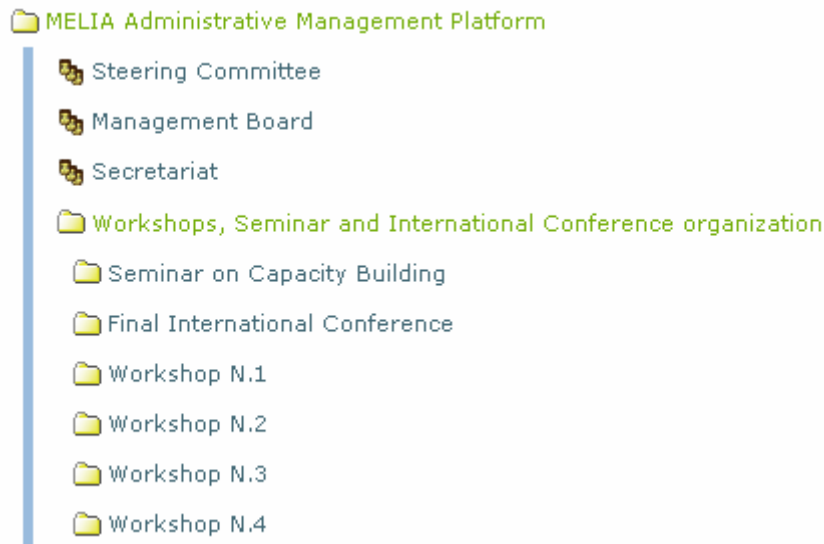 MELIA Administrative Management Platform
Steering Committee
Management Board
Secretariat
Workshops, Seminar and International Conference organization
Seminar on Capacity Building
Final International Conference
Workshop N.1
Workshop N.2
Workshop N.3
Workshop N.4